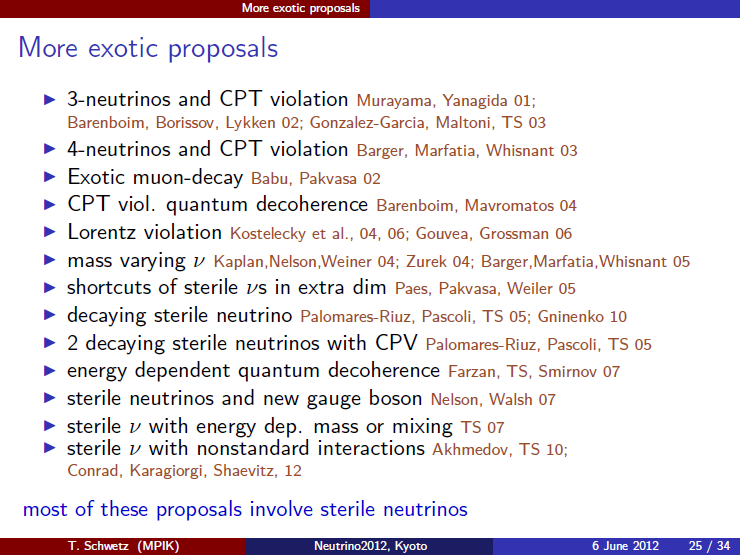 More exotic proposals
More exotic proposals
▶ 3-neutrinos and CPT violation Murayama, Yanagida 01;
Barenboim, Borissov, Lykken 02; Gonzalez-Garcia, Maltoni, TS 03
▶ 4-neutrinos and CPT violation Barger, Marfatia, Whisnant 03
▶ Exotic muon-decay Babu, Pakvasa 02
▶ CPT viol. quantum decoherence Barenboim, Mavromatos 04
▶ Lorentz violation Kostelecky et al., 04, 06; Gouvea, Grossman 06
▶ mass varying ν Kaplan,Nelson,Weiner 04; Zurek 04; Barger,Marfatia,Whisnant 05
▶ shortcuts of sterile νs in extra dim Paes, Pakvasa, Weiler 05
▶ decaying sterile neutrino Palomares-Riuz, Pascoli, TS 05; Gninenko 10
▶ 2 decaying sterile neutrinos with CPV Palomares-Riuz, Pascoli, TS 05
▶ energy dependent quantum decoherence Farzan, TS, Smirnov 07
▶ sterile neutrinos and new gauge boson Nelson, Walsh 07
▶ sterile ν with energy dep. mass or mixing TS 07
▶ sterile ν with nonstandard interactions Akhmedov, TS 10;
Conrad, Karagiorgi, Shaevitz, 12
most of these proposals involve sterile neutrinos
T. Schwetz (MPIK) Neutrino2012, Kyoto 6 June 2012 25 / 34